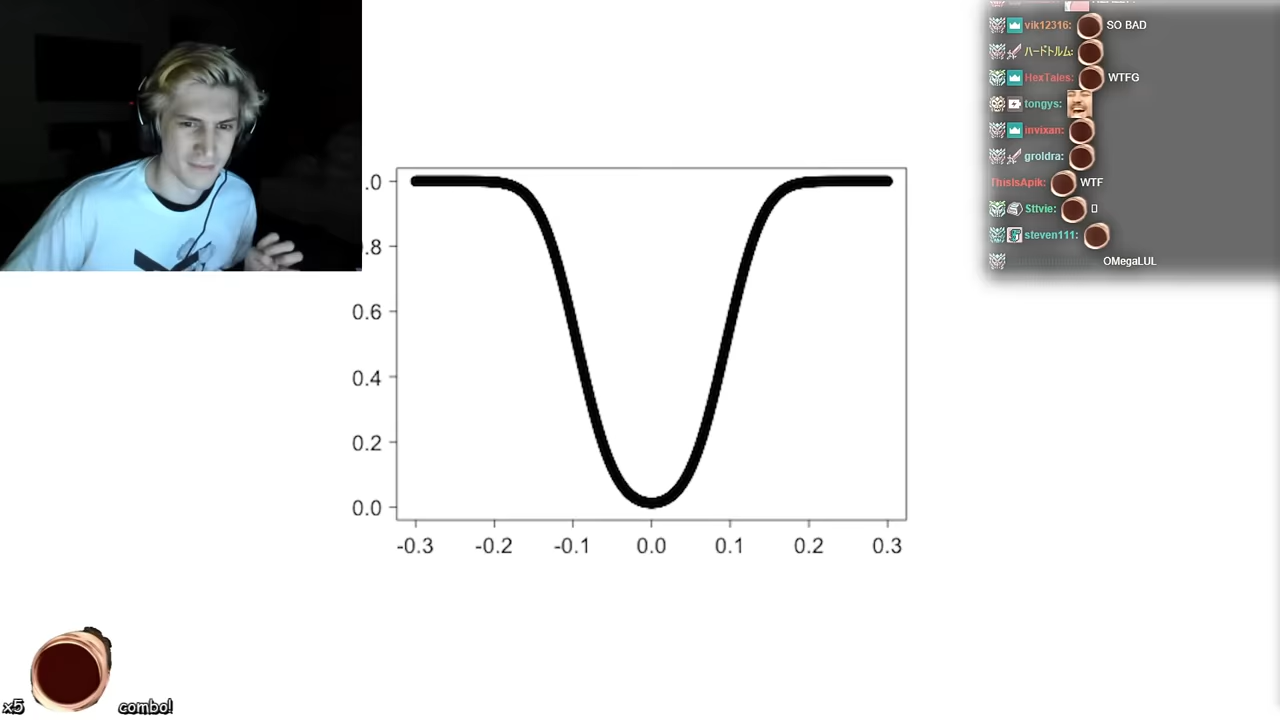 vik12316: SO BAD
ハードトルム:
HexTales: WTFG
tongys:
invixan:
groldra:
ThisIsApik: WTF
Sttvie:
steven111:
OMegaLUL
.0
.8
0.6
0.4
0.2
0.0
-0.3 -0.2 -0.1 0.0 0.1 0.2 0.3
x5 combo!